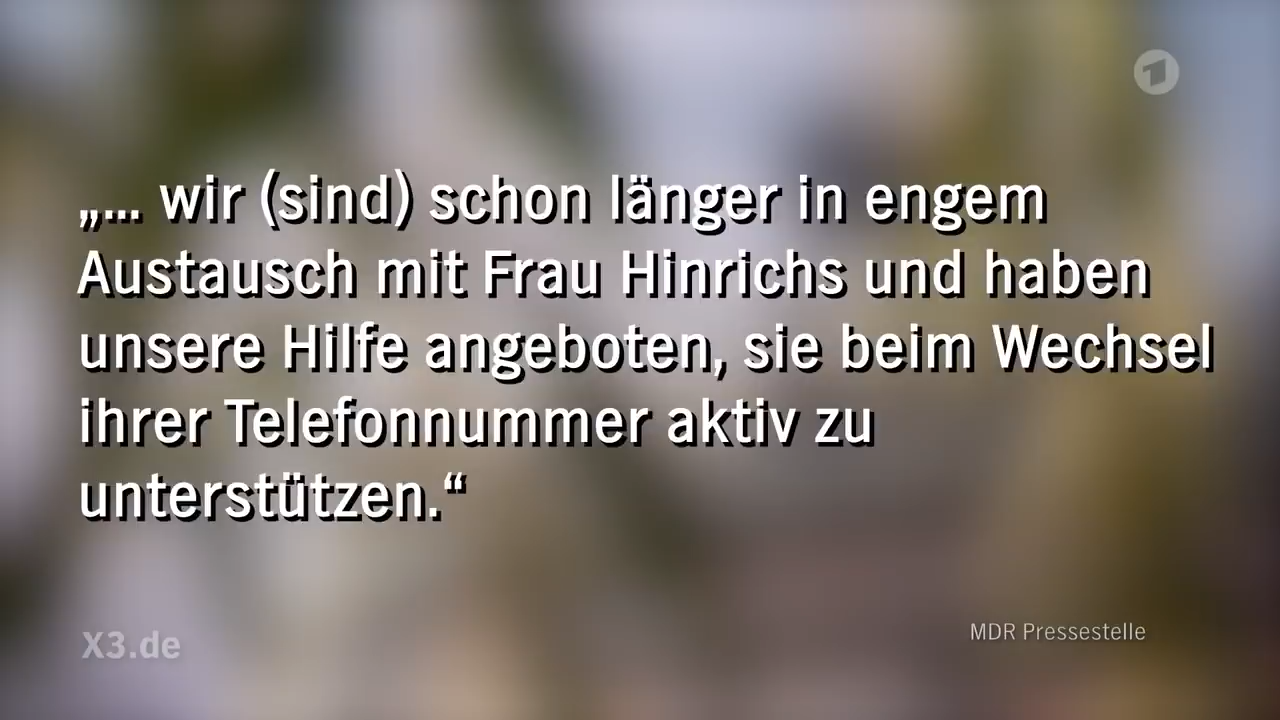 „... wir (sind) schon länger in engem
Austausch mit Frau Hinrichs und haben
unsere Hilfe angeboten, sie beim Wechsel
ihrer Telefonnummer aktiv zu
unterstützen.“
X3.de
MDR Pressestelle
1